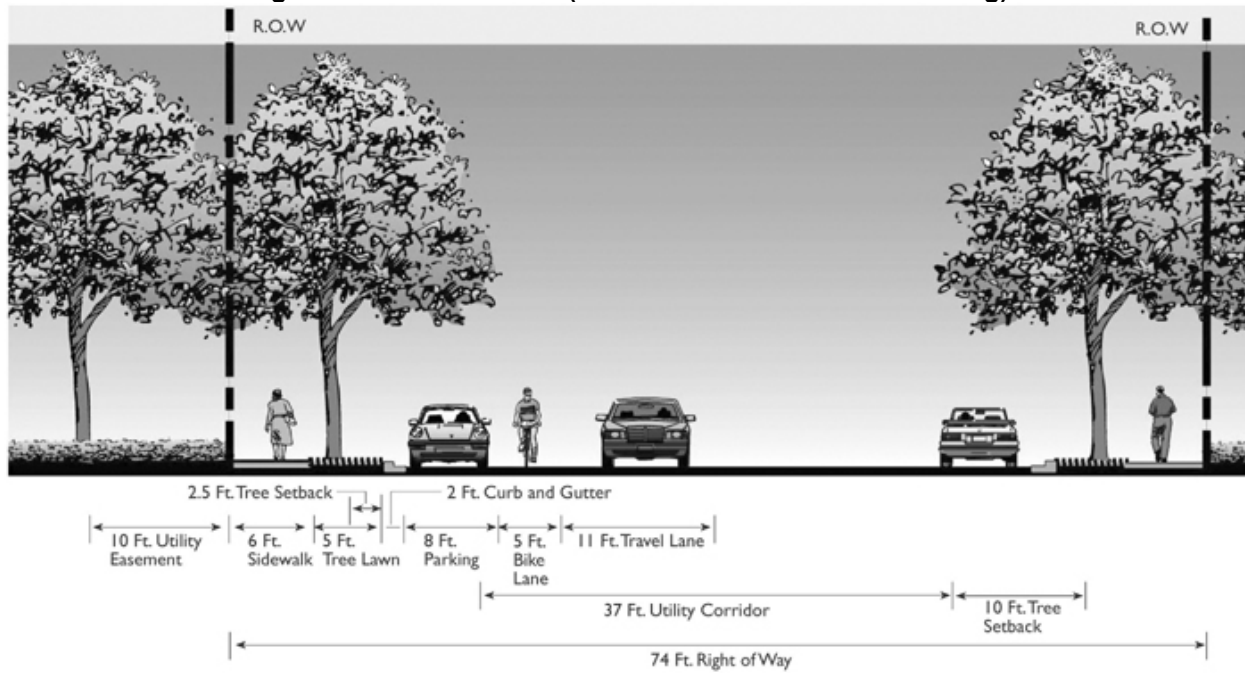 R.O.W
R.O.W
2.5 Ft. Tree Setback
2 Ft. Curb and Gutter
10 Ft. Utility
Easement
6 Ft.
Sidewalk
5 Ft.
Tree Lawn
8 Ft.
Parking
5 Ft.
Bike
Lane
11 Ft. Travel Lane
37 Ft. Utility Corridor
10 Ft. Tree
Setback
74 Ft. Right of Way